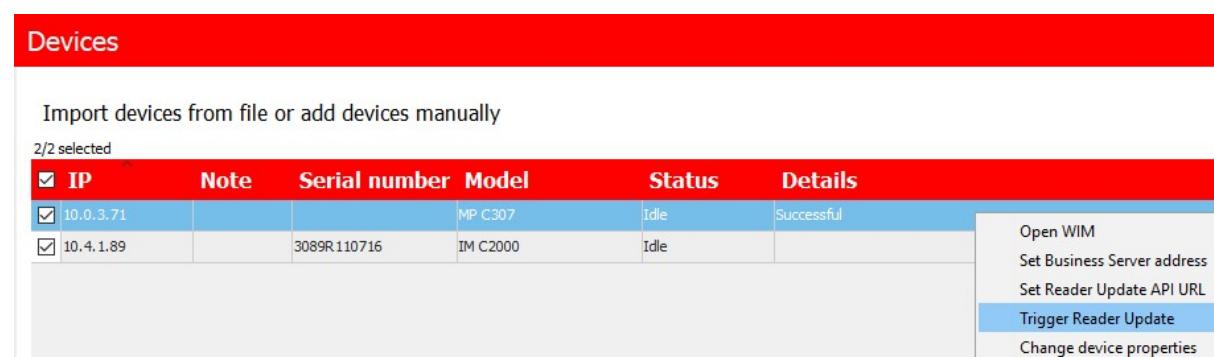 Devices
Import devices from file or add devices manually
2/2 selected
IP Note Serial number Model Status Details
10.0.3.71 MP C307 Idle Successful
10.4.1.89 3089R110716 IM C2000 Idle
Open WIM
Set Business Server address
Set Reader Update API URL
Trigger Reader Update
Change device properties